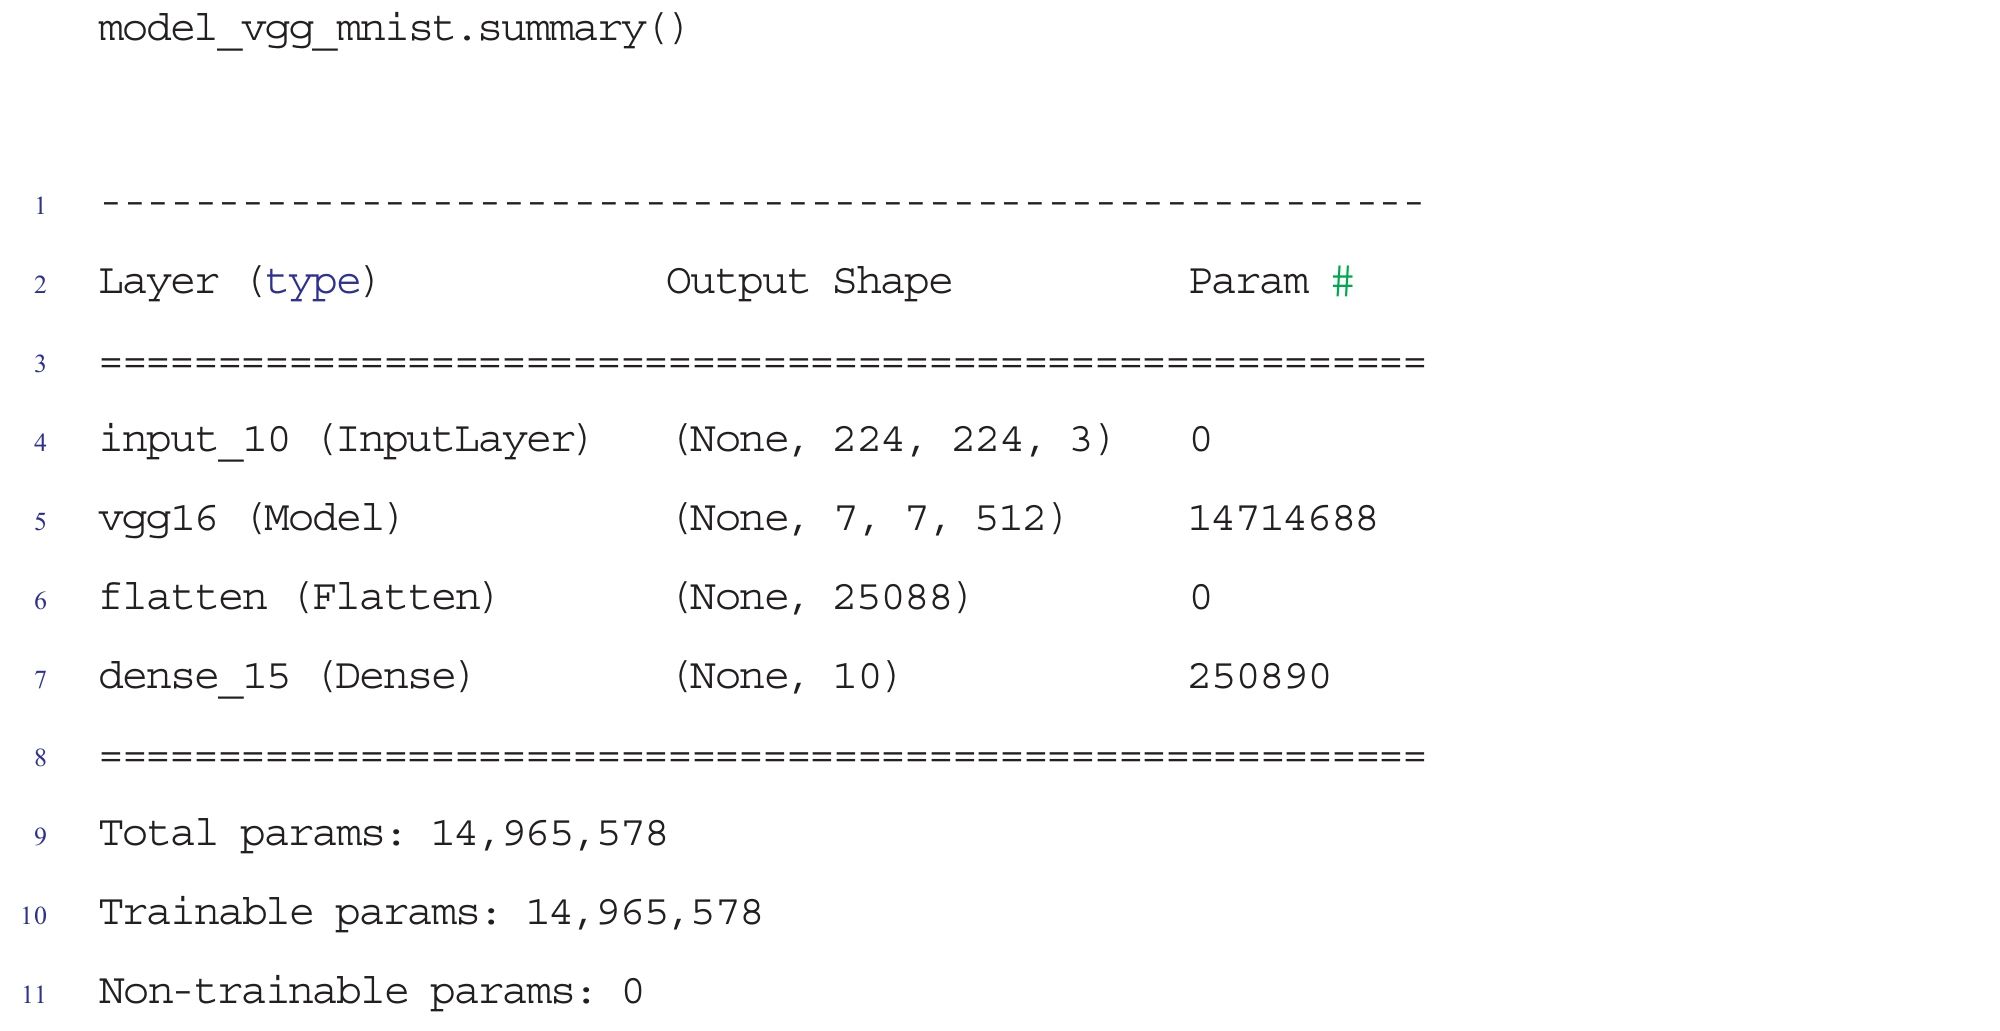 model_vgg_mnist.summary()
1 --------------------------------------------------------
2 Layer (type) Output Shape Param #
3 ========================================================
4 input_10 (InputLayer) (None, 224, 224, 3) 0
5 vgg16 (Model) (None, 7, 7, 512) 14714688
6 flatten (Flatten) (None, 25088) 0
7 dense_15 (Dense) (None, 10) 250890
8 ========================================================
9 Total params: 14,965,578
10 Trainable params: 14,965,578
11 Non-trainable params: 0